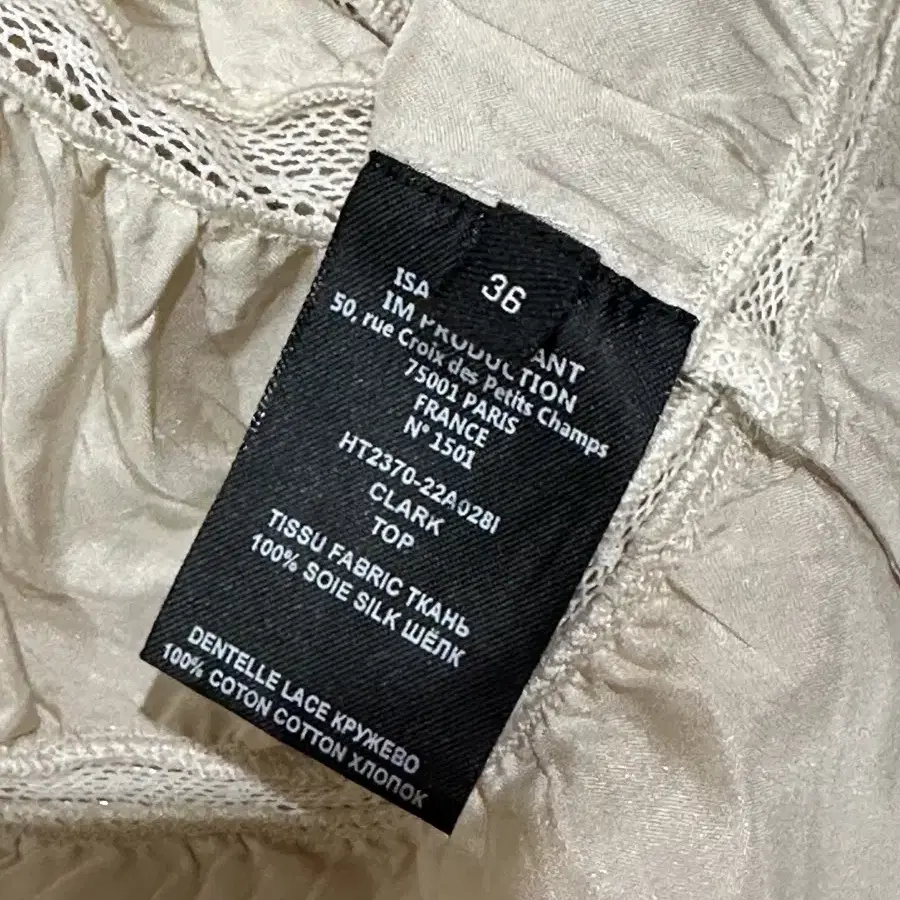 36
ISA ANT
IM PRODUCTION
50, rue Croix des Petits Champs
75001 PARIS
FRANCE
N° 1501
HT2370-22A028I
CLARK
TOP
TISSU FABRIC ТКАНЬ
100% SOIE SILK ШЁЛК
DENTELLE LACE КРУЖЕВО
100% COTON COTTON ХЛОПОК